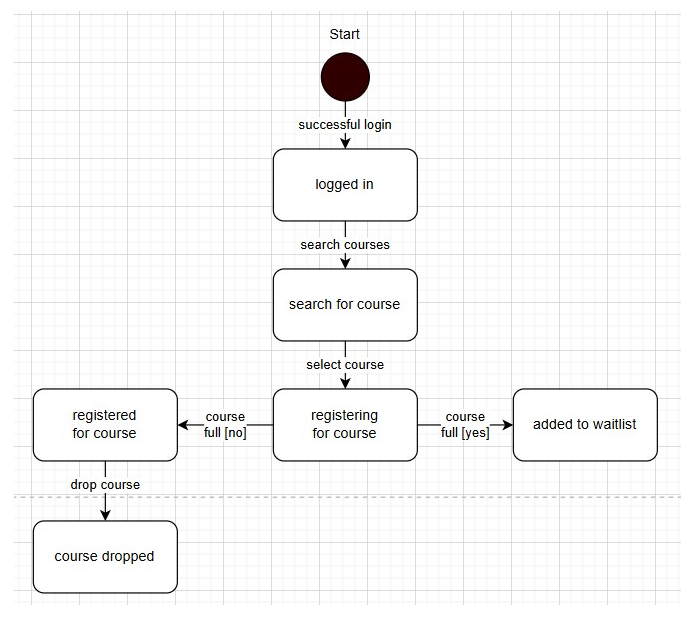 Start
successful login
logged in
search courses
search for course
select course
registered
for course
course
full [no]
registering
for course
course
full [yes]
added to waitlist
drop course
course dropped